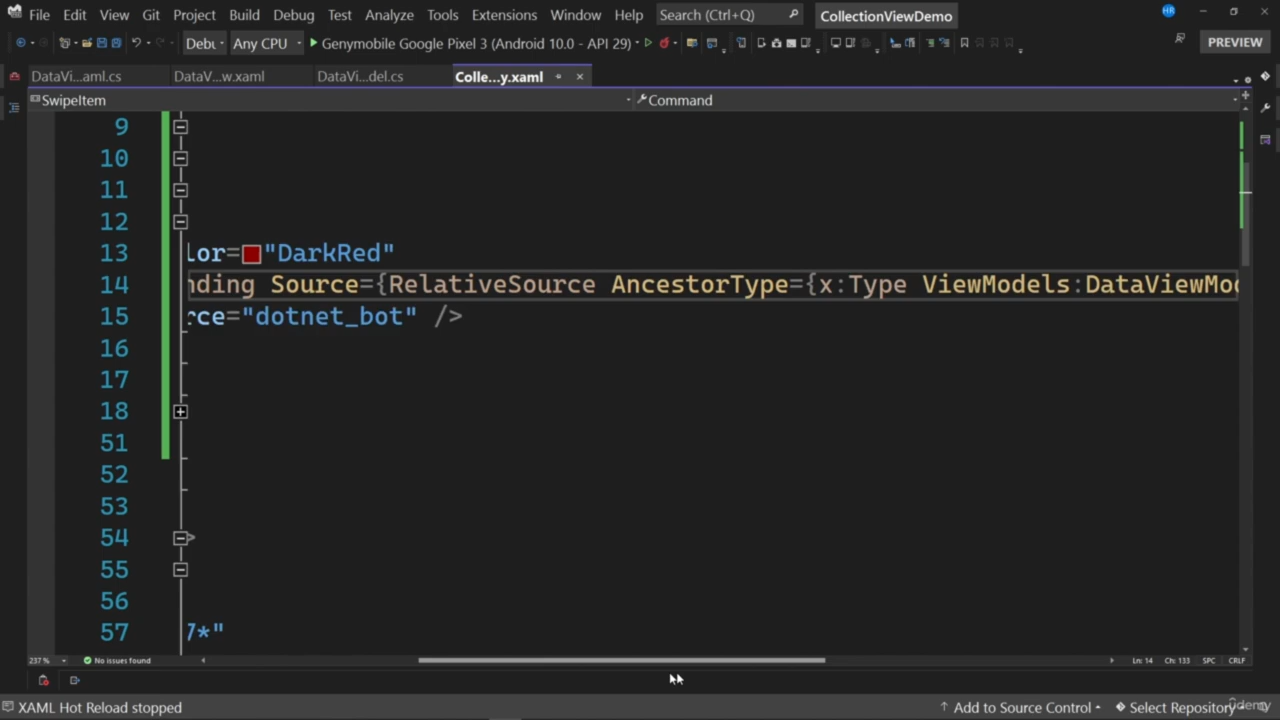 File Edit View Git Project Build Debug Test Analyze Tools Extensions Window Help Search (Ctrl+Q) CollectionViewDemo HR
Debu Any CPU Genymobile Google Pixel 3 (Android 10.0 - API 29) PREVIEW
DataVi...aml.cs DataV...w.xaml DataVi...del.cs Colle...y.xaml
SwipeItem Command
9
10
11
12
13 lor="DarkRed"
14 nding Source={RelativeSource AncestorType={x:Type ViewModels:DataViewMod
15 rce="dotnet_bot" />
16
17
18
51
52
53
54 >
55
56
57 7*"
237 % No issues found Ln: 14 Ch: 133 SPC CRLF
XAML Hot Reload stopped Add to Source Control Select Repository
Udemy